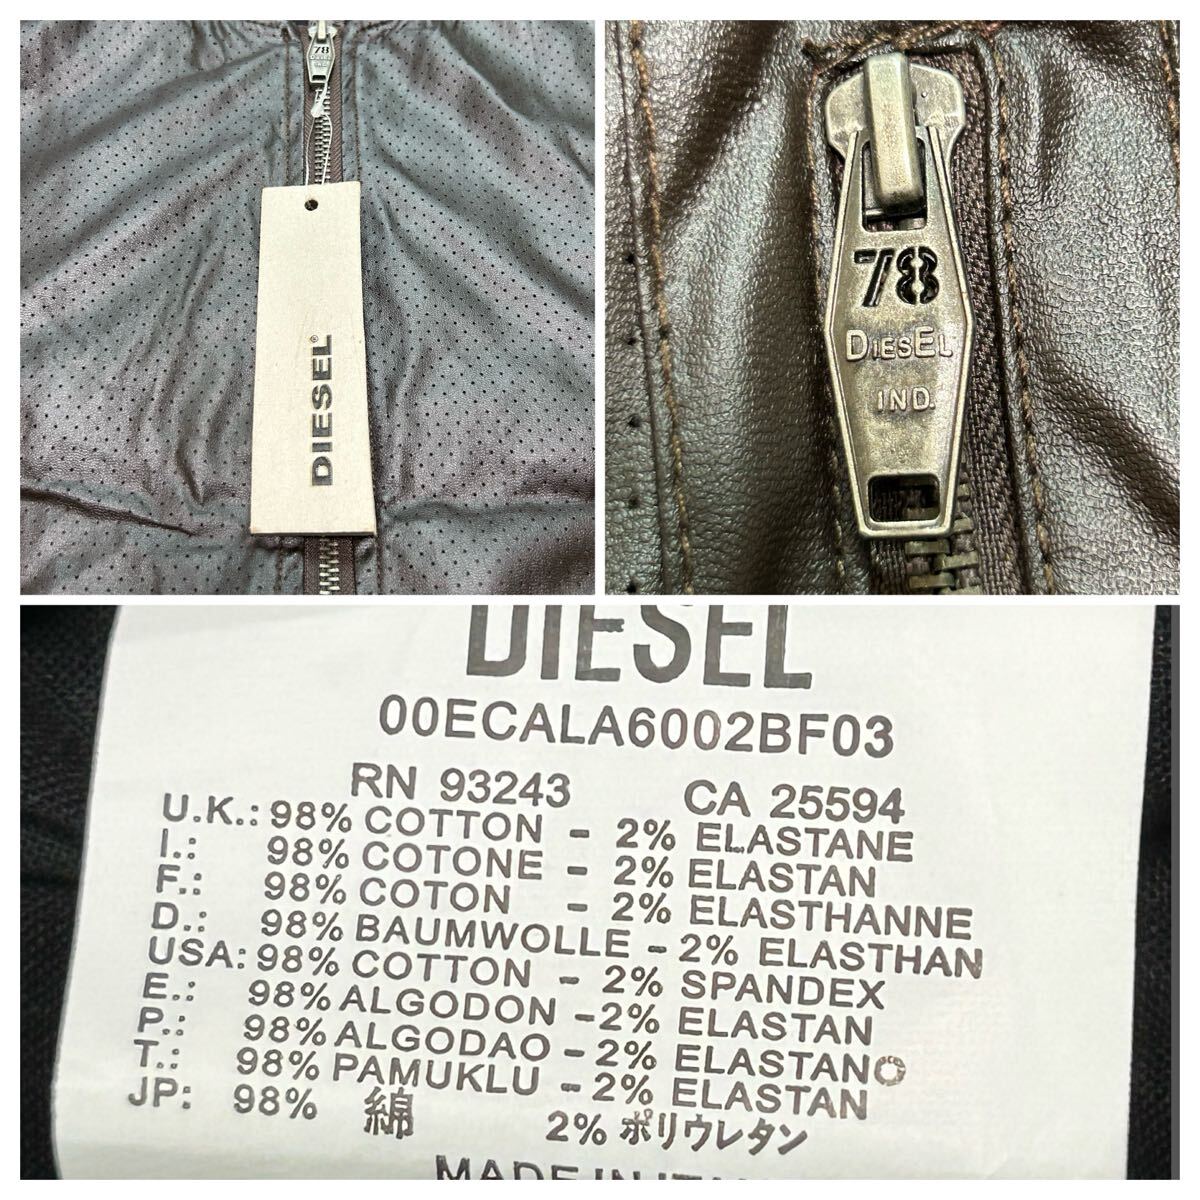 78
DIESEL®
78
DIESEL
IND.
DIESEL
00ECALA6002BF03
RN 93243 CA 25594
U.K.: 98% COTTON - 2% ELASTANE
I.: 98% COTONE - 2% ELASTAN
F.: 98% COTON - 2% ELASTHANNE
D.: 98% BAUMWOLLE - 2% ELASTHAN
USA: 98% COTTON - 2% SPANDEX
E.: 98% ALGODON - 2% ELASTAN
P.: 98% ALGODAO - 2% ELASTANO
T.: 98% PAMUKLU - 2% ELASTAN
JP: 98% 綿 2% ポリウレタン
MADE IN